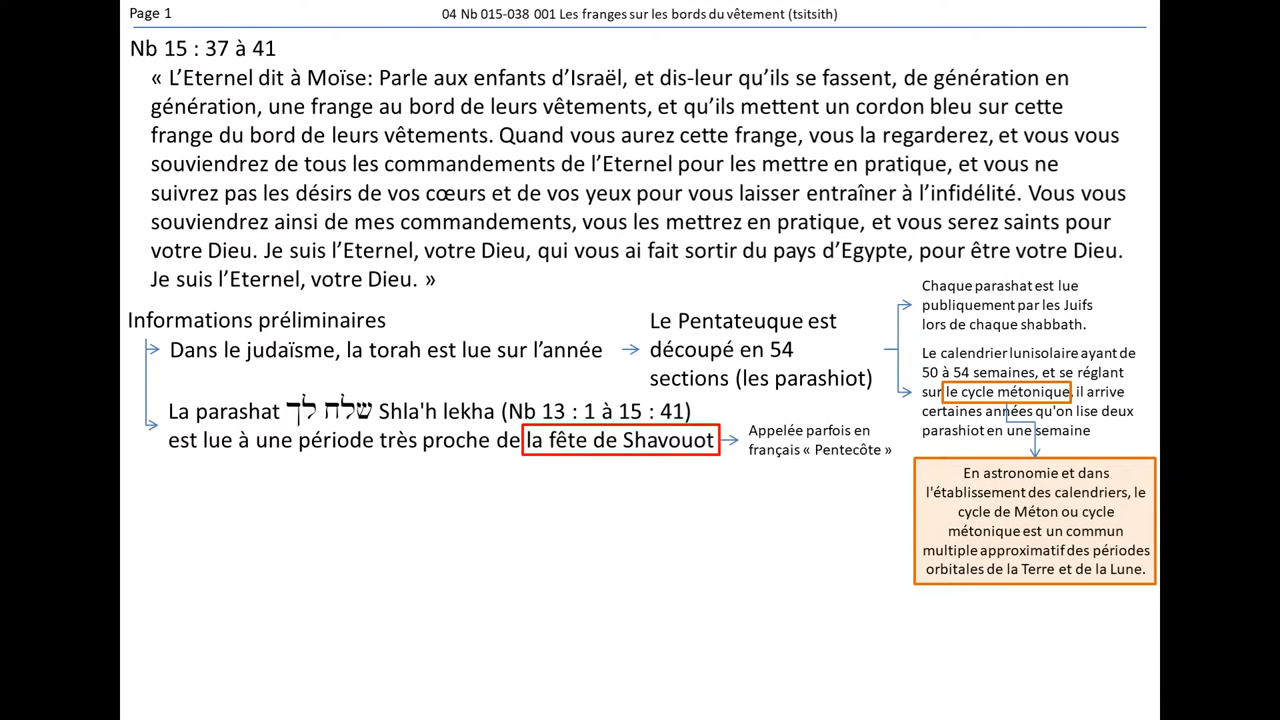 Page 1
04 Nb 015-038 001 Les franges sur les bords du vêtement (tsitsith)
Nb 15 : 37 à 41
« L’Eternel dit à Moïse: Parle aux enfants d’Israël, et dis-leur qu’ils se fassent, de génération en
génération, une frange au bord de leurs vêtements, et qu’ils mettent un cordon bleu sur cette
frange du bord de leurs vêtements. Quand vous aurez cette frange, vous la regarderez, et vous vous
souviendrez de tous les commandements de l’Eternel pour les mettre en pratique, et vous ne
suivrez pas les désirs de vos cœurs et de vos yeux pour vous laisser entraîner à l’infidélité. Vous vous
souviendrez ainsi de mes commandements, vous les mettrez en pratique, et vous serez saints pour
votre Dieu. Je suis l’Eternel, votre Dieu, qui vous ai fait sortir du pays d’Egypte, pour être votre Dieu.
Je suis l’Eternel, votre Dieu. »
Informations préliminaires
Dans le judaïsme, la torah est lue sur l’année
Le Pentateuque est
découpé en 54
sections (les parashiot)
Chaque parashat est lue
publiquement par les Juifs
lors de chaque shabbath.
Le calendrier lunisolaire ayant de
50 à 54 semaines, et se réglant
sur le cycle métonique, il arrive
certaines années qu'on lise deux
parashiot en une semaine
La parashat שלח לך Shla'h lekha (Nb 13 : 1 à 15 : 41)
est lue à une période très proche de la fête de Shavouot
Appelée parfois en
français « Pentecôte »
En astronomie et dans
l'établissement des calendriers, le
cycle de Méton ou cycle
métonique est un commun
multiple approximatif des périodes
orbitales de la Terre et de la Lune.